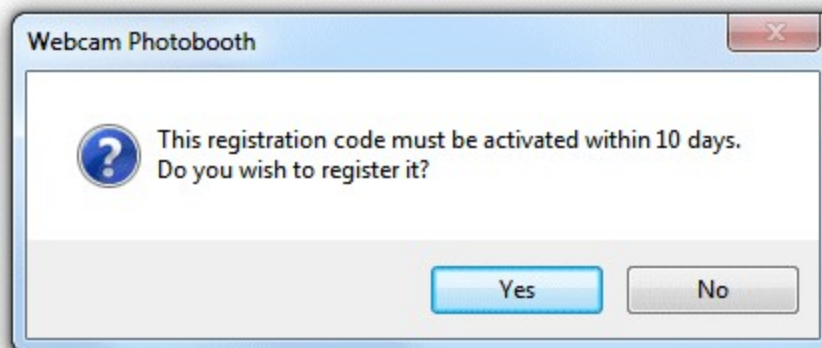 Webcam Photobooth
This registration code must be activated within 10 days.
Do you wish to register it?
Yes
No